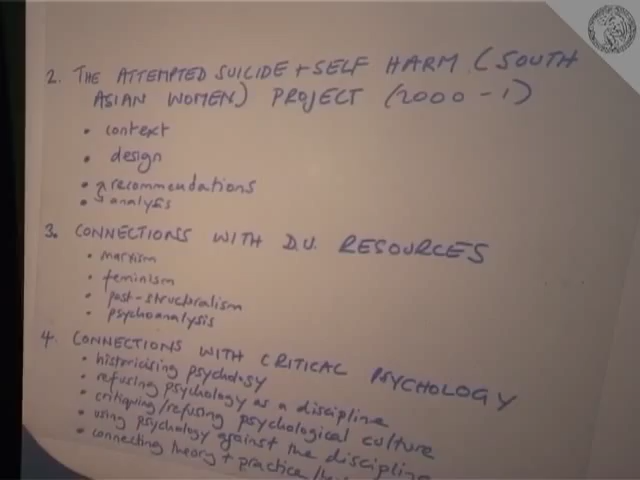 2. THE ATTEMPTED SUICIDE + SELF HARM (SOUTH
ASIAN WOMEN) PROJECT (2000-1)
• context
• design
• recommendations
• analysis
3. CONNECTIONS WITH D.U. RESOURCES
• marxism
• feminism
• post-structuralism
• psychoanalysis
4. CONNECTIONS WITH CRITICAL PSYCHOLOGY
• historicising psychology
• refusing psychology as a discipline
• critiquing/refusing psychological culture
• using psychology against the discipline
• connecting theory + practice